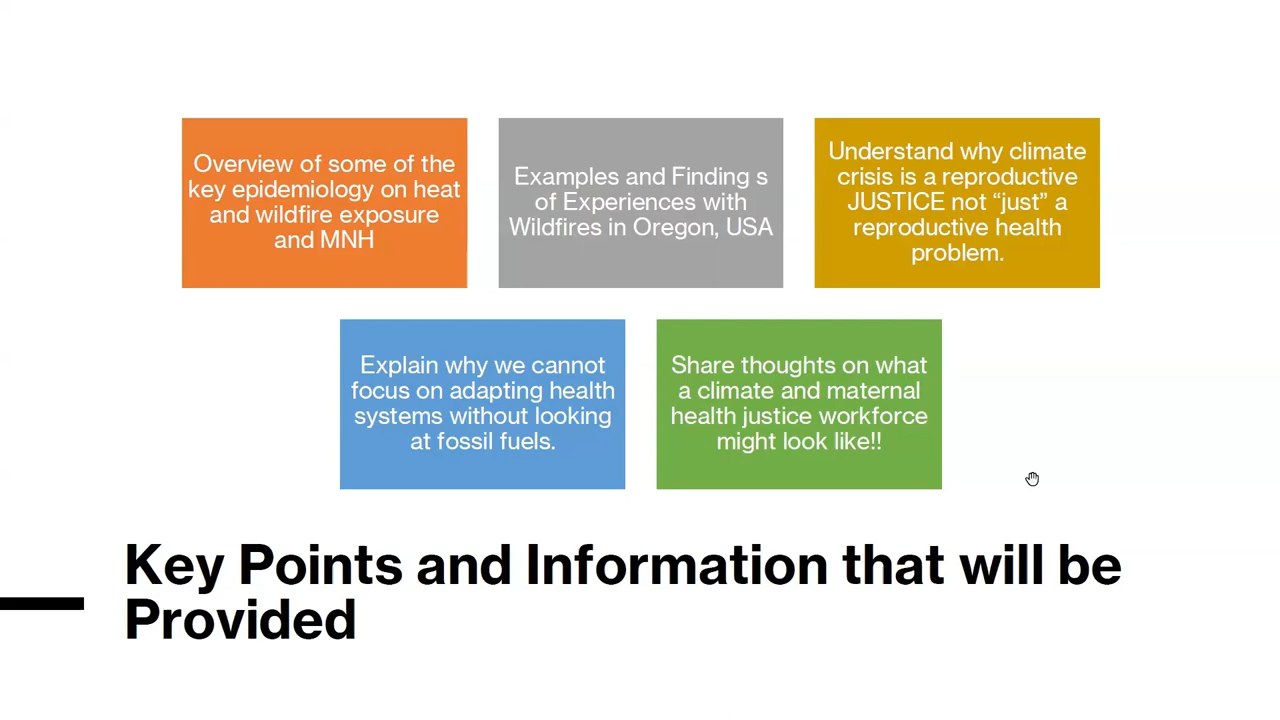 Overview of some of the
key epidemiology on heat
and wildfire exposure
and MNH
Examples and Finding s
of Experiences with
Wildfires in Oregon, USA
Understand why climate
crisis is a reproductive
JUSTICE not “just” a
reproductive health
problem.
Explain why we cannot
focus on adapting health
systems without looking
at fossil fuels.
Share thoughts on what
a climate and maternal
health justice workforce
might look like!!
Key Points and Information that will be
Provided